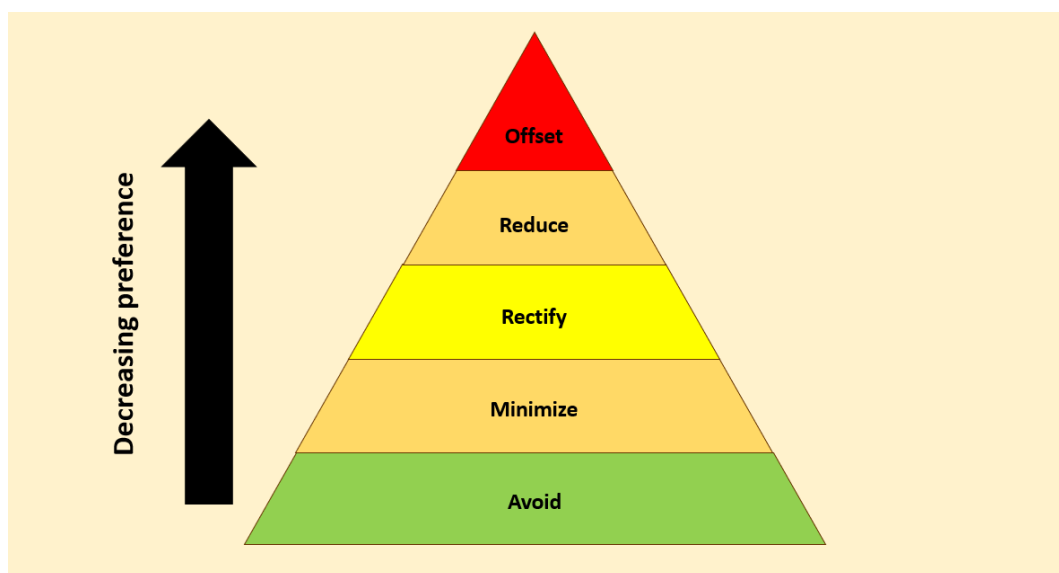 Decreasing preference
Offset
Reduce
Rectify
Minimize
Avoid